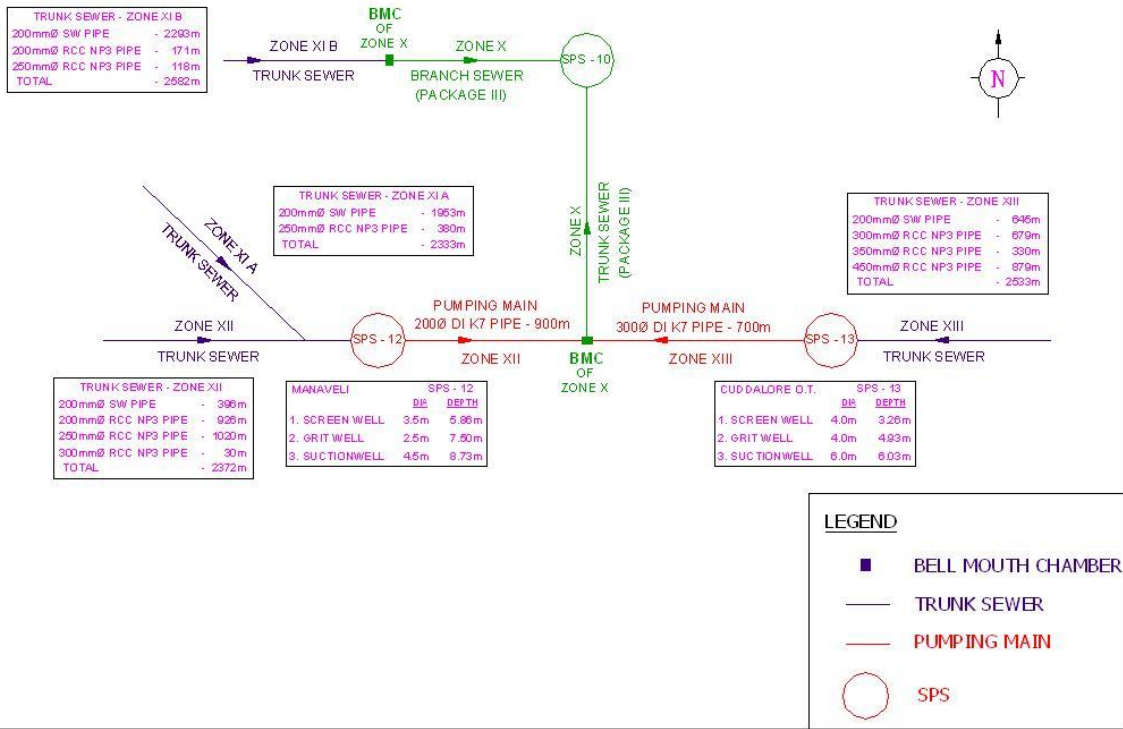 TRUNK SEWER - ZONE XI B
200mmØ SW PIPE - 2293m
200mmØ RCC NP3 PIPE - 171m
250mmØ RCC NP3 PIPE - 118m
TOTAL - 2582m
BMC
OF
ZONE X
ZONE XI B
TRUNK SEWER
ZONE X
BRANCH SEWER
(PACKAGE III)
SPS - 10
N
ZONE XI A
TRUNK SEWER
TRUNK SEWER - ZONE XI A
200mmØ SW PIPE - 1953m
250mmØ RCC NP3 PIPE - 380m
TOTAL - 2333m
ZONE X
TRUNK SEWER
(PACKAGE III)
TRUNK SEWER - ZONE XIII
200mmØ SW PIPE - 645m
300mmØ RCC NP3 PIPE - 679m
350mmØ RCC NP3 PIPE - 330m
450mmØ RCC NP3 PIPE - 879m
TOTAL - 2533m
ZONE XII
TRUNK SEWER
SPS - 12
PUMPING MAIN
200Ø DI K7 PIPE - 900m
ZONE XII
BMC
OF
ZONE X
PUMPING MAIN
300Ø DI K7 PIPE - 700m
ZONE XIII
SPS - 13
ZONE XIII
TRUNK SEWER
TRUNK SEWER - ZONE XII
200mmØ SW PIPE - 396m
200mmØ RCC NP3 PIPE - 926m
250mmØ RCC NP3 PIPE - 1020m
300mmØ RCC NP3 PIPE - 30m
TOTAL - 2372m
MANAVELI SPS - 12
DIA DEPTH
1. SCREEN WELL 3.5m 5.86m
2. GRIT WELL 2.5m 7.50m
3. SUCTIONWELL 4.5m 8.73m
CUDDALORE O.T. SPS - 13
DIA DEPTH
1. SCREEN WELL 4.0m 3.26m
2. GRIT WELL 4.0m 4.93m
3. SUCTIONWELL 6.0m 6.03m
LEGEND
BELL MOUTH CHAMBER
TRUNK SEWER
PUMPING MAIN
SPS